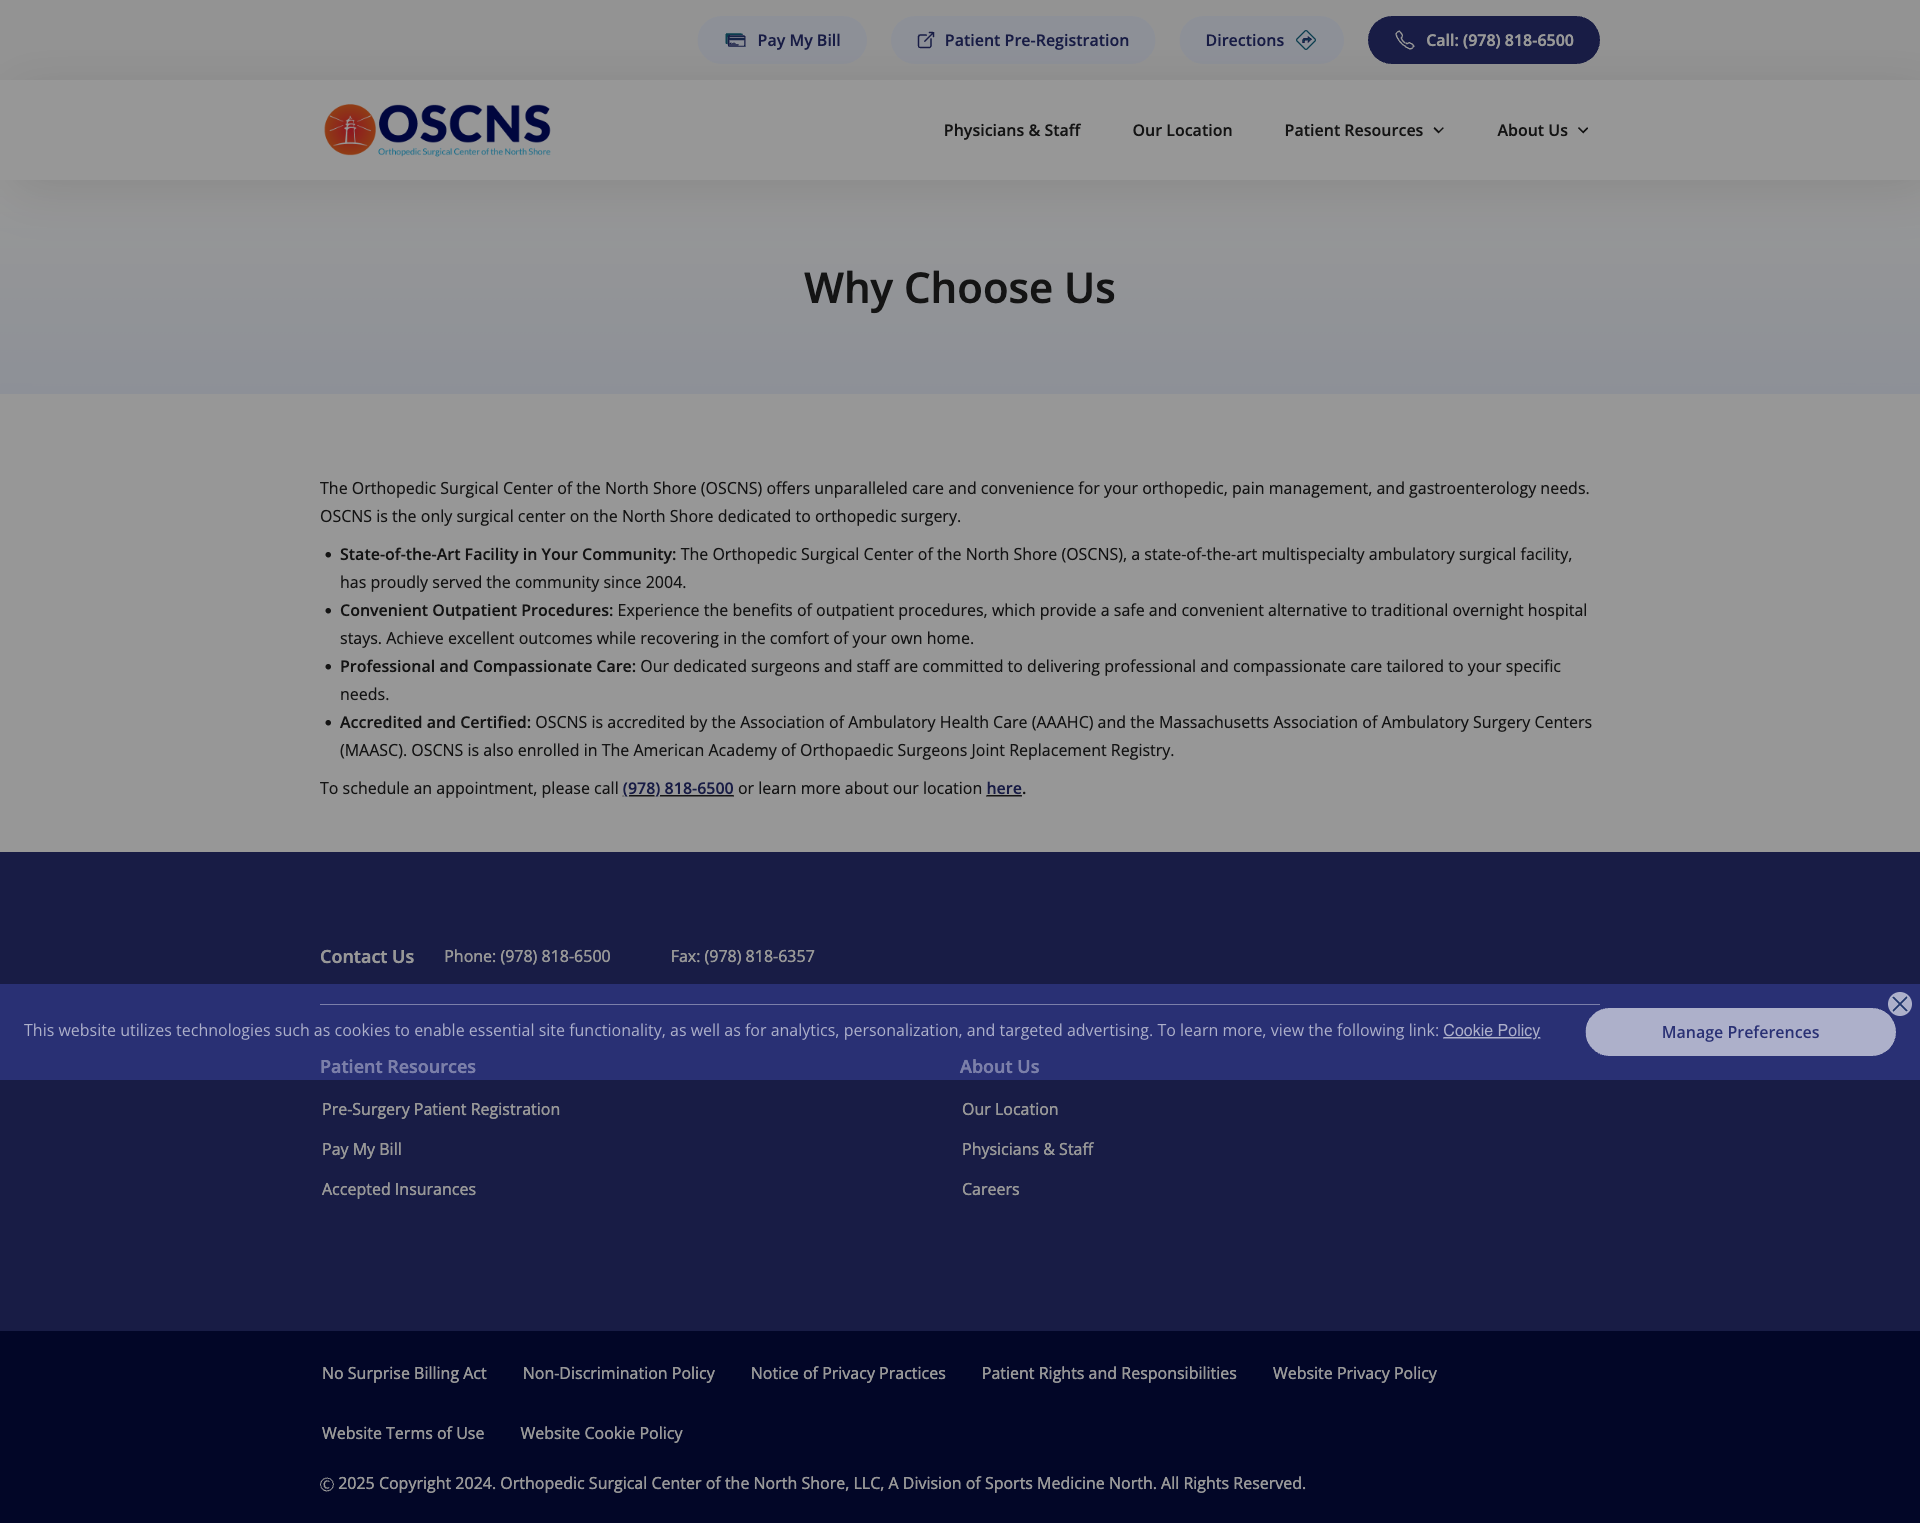 Pay My Bill
Patient Pre-Registration
Directions
Call: (978) 818-6500
OSCNS
Orthopedic Surgical Center of the North Shore
Physicians & Staff
Our Location
Patient Resources
About Us
Why Choose Us
The Orthopedic Surgical Center of the North Shore (OSCNS) offers unparalleled care and convenience for your orthopedic, pain management, and gastroenterology needs.
OSCNS is the only surgical center on the North Shore dedicated to orthopedic surgery.
• State-of-the-Art Facility in Your Community: The Orthopedic Surgical Center of the North Shore (OSCNS), a state-of-the-art multispecialty ambulatory surgical facility,
has proudly served the community since 2004.
• Convenient Outpatient Procedures: Experience the benefits of outpatient procedures, which provide a safe and convenient alternative to traditional overnight hospital
stays. Achieve excellent outcomes while recovering in the comfort of your own home.
• Professional and Compassionate Care: Our dedicated surgeons and staff are committed to delivering professional and compassionate care tailored to your specific
needs.
• Accredited and Certified: OSCNS is accredited by the Association of Ambulatory Health Care (AAAHC) and the Massachusetts Association of Ambulatory Surgery Centers
(MAASC). OSCNS is also enrolled in The American Academy of Orthopaedic Surgeons Joint Replacement Registry.
To schedule an appointment, please call (978) 818-6500 or learn more about our location here.
Contact Us
Phone: (978) 818-6500
Fax: (978) 818-6357
This website utilizes technologies such as cookies to enable essential site functionality, as well as for analytics, personalization, and targeted advertising. To learn more, view the following link: Cookie Policy
Manage Preferences
Patient Resources
Pre-Surgery Patient Registration
Pay My Bill
Accepted Insurances
About Us
Our Location
Physicians & Staff
Careers
No Surprise Billing Act
Non-Discrimination Policy
Notice of Privacy Practices
Patient Rights and Responsibilities
Website Privacy Policy
Website Terms of Use
Website Cookie Policy
© 2025 Copyright 2024. Orthopedic Surgical Center of the North Shore, LLC, A Division of Sports Medicine North. All Rights Reserved.